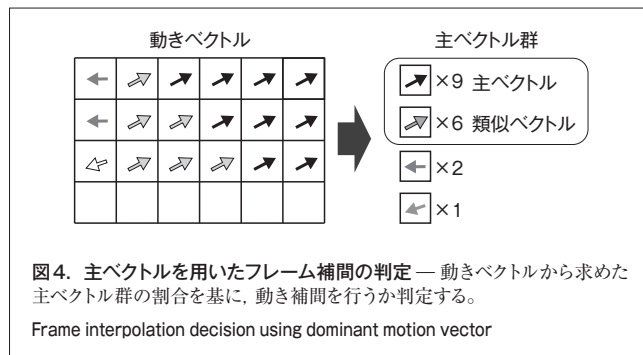 動きベクトル
主ベクトル群
×9 主ベクトル
×6 類似ベクトル
×2
×1
図4. 主ベクトルを用いたフレーム補間の判定 — 動きベクトルから求めた
主ベクトル群の割合を基に，動き補間を行うか判定する。
Frame interpolation decision using dominant motion vector